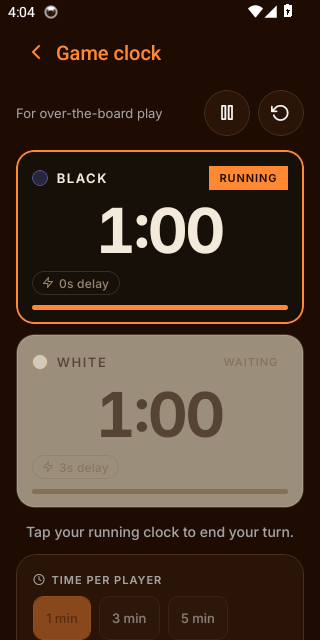 4:04
Game clock
For over-the-board play
BLACK
RUNNING
1:00
0s delay
WHITE
WAITING
1:00
3s delay
Tap your running clock to end your turn.
TIME PER PLAYER
1 min
3 min
5 min